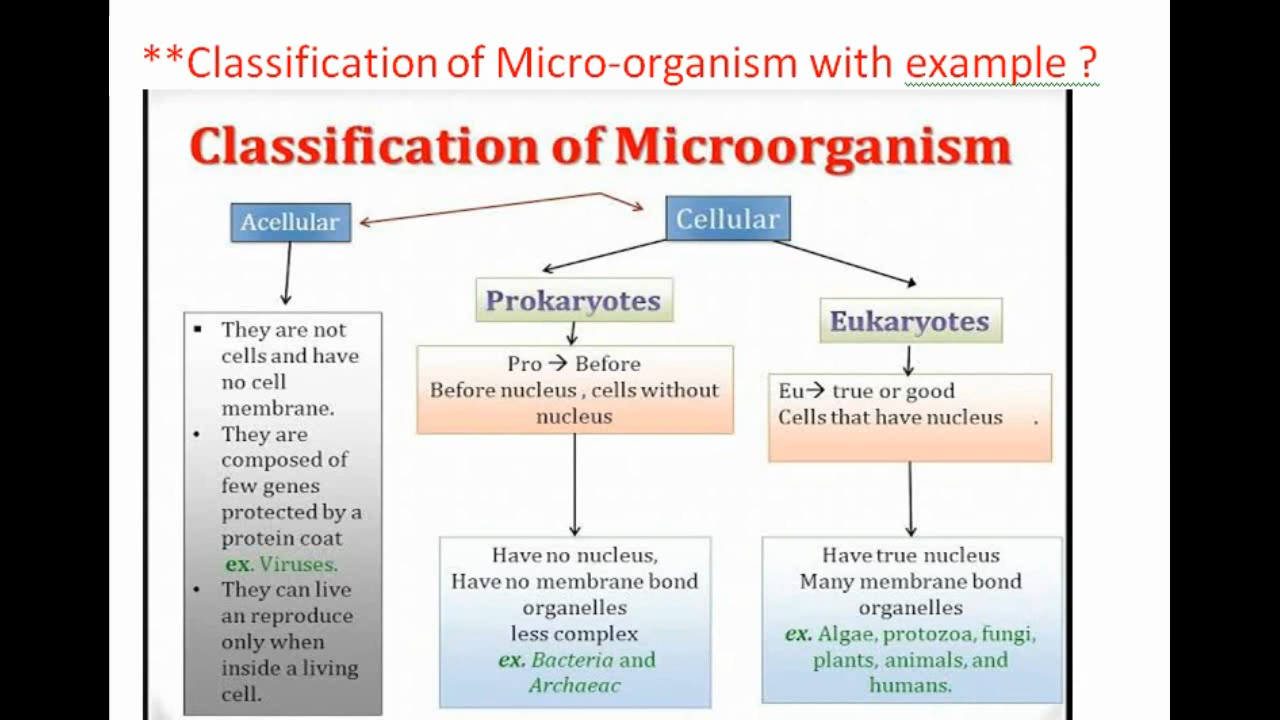 **Classification of Micro-organism with example ?
Classification of Microorganism
Acellular
Cellular
▪ They are not
cells and have
no cell
membrane.
• They are
composed of
few genes
protected by a
protein coat
ex. Viruses.
• They can live
an reproduce
only when
inside a living
cell.
Prokaryotes
Pro → Before
Before nucleus , cells without
nucleus
Have no nucleus,
Have no membrane bond
organelles
less complex
ex. Bacteria and
Archaeac
Eukaryotes
Eu→ true or good
Cells that have nucleus .
Have true nucleus
Many membrane bond
organelles
ex. Algae, protozoa, fungi,
plants, animals, and
humans.